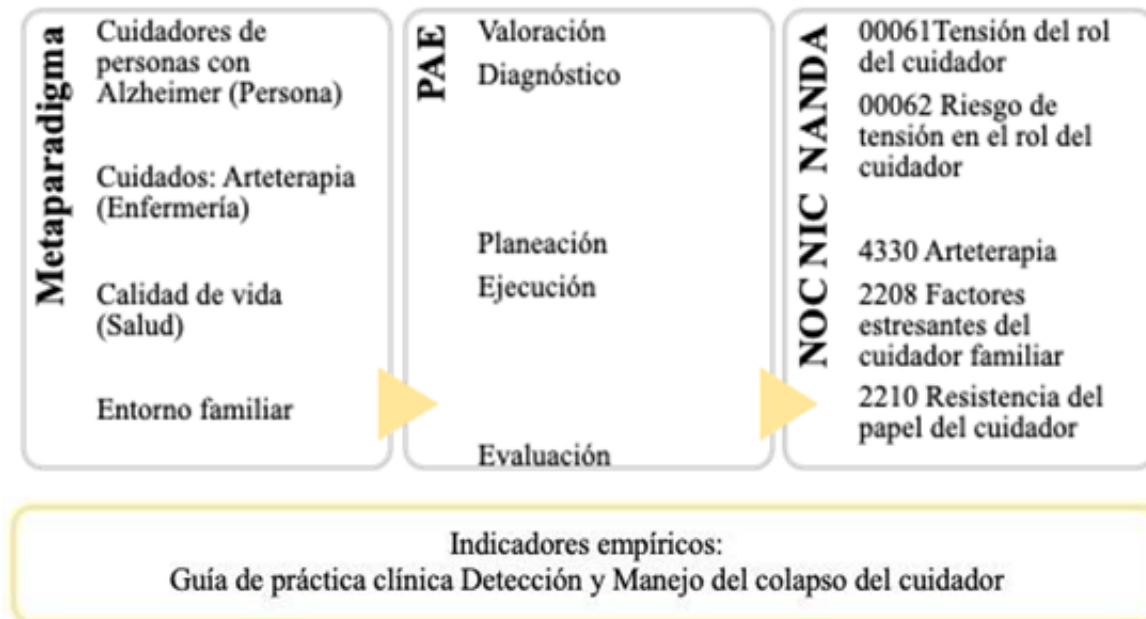 Metaparadigma
Cuidadores de
personas con
Alzheimer (Persona)
Cuidados: Arteterapia
(Enfermería)
Calidad de vida
(Salud)
Entorno familiar
PAE
Valoración
Diagnóstico
Planeación
Ejecución
Evaluación
NOC NIC NANDA
00061Tensión del rol
del cuidador
00062 Riesgo de
tensión en el rol del
cuidador
4330 Arteterapia
2208 Factores
estresantes del
cuidador familiar
2210 Resistencia del
papel del cuidador
Indicadores empíricos:
Guía de práctica clínica Detección y Manejo del colapso del cuidador